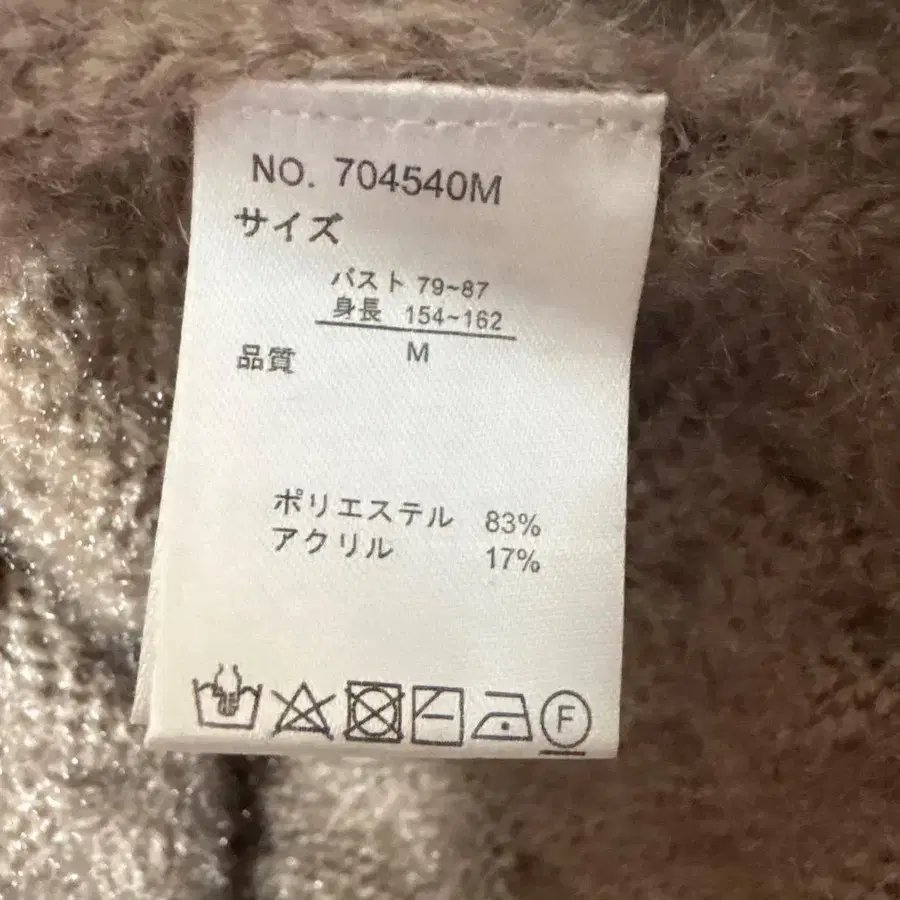 NO. 704540M
サイズ
バスト 79~87
身長 154~162
M
品質
ポリエステル 83%
アクリル 17%
F